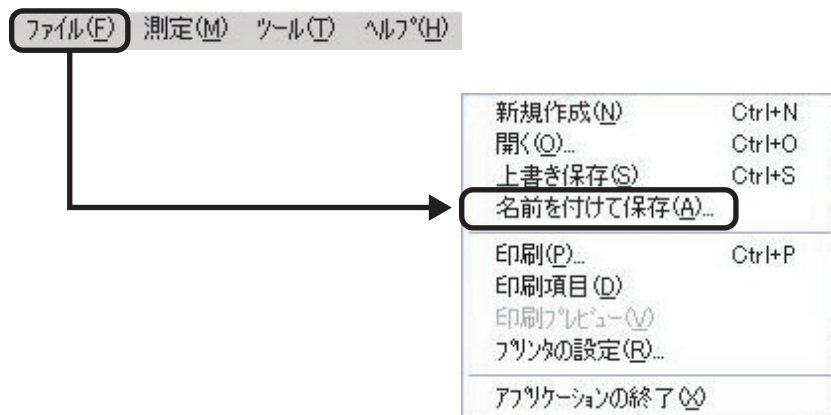 ﾌｧｲﾙ(F) 測定(M) ﾂｰﾙ(T) ﾍﾙﾌﾟ(H)
新規作成(N) Ctrl+N
開く(O)... Ctrl+O
上書き保存(S) Ctrl+S
名前を付けて保存(A)...
印刷(P)... Ctrl+P
印刷項目(D)
印刷ﾌﾟﾚﾋﾞｭｰ(V)
ﾌﾟﾘﾝﾀの設定(R)...
ｱﾌﾟﾘｹｰｼｮﾝの終了(X)